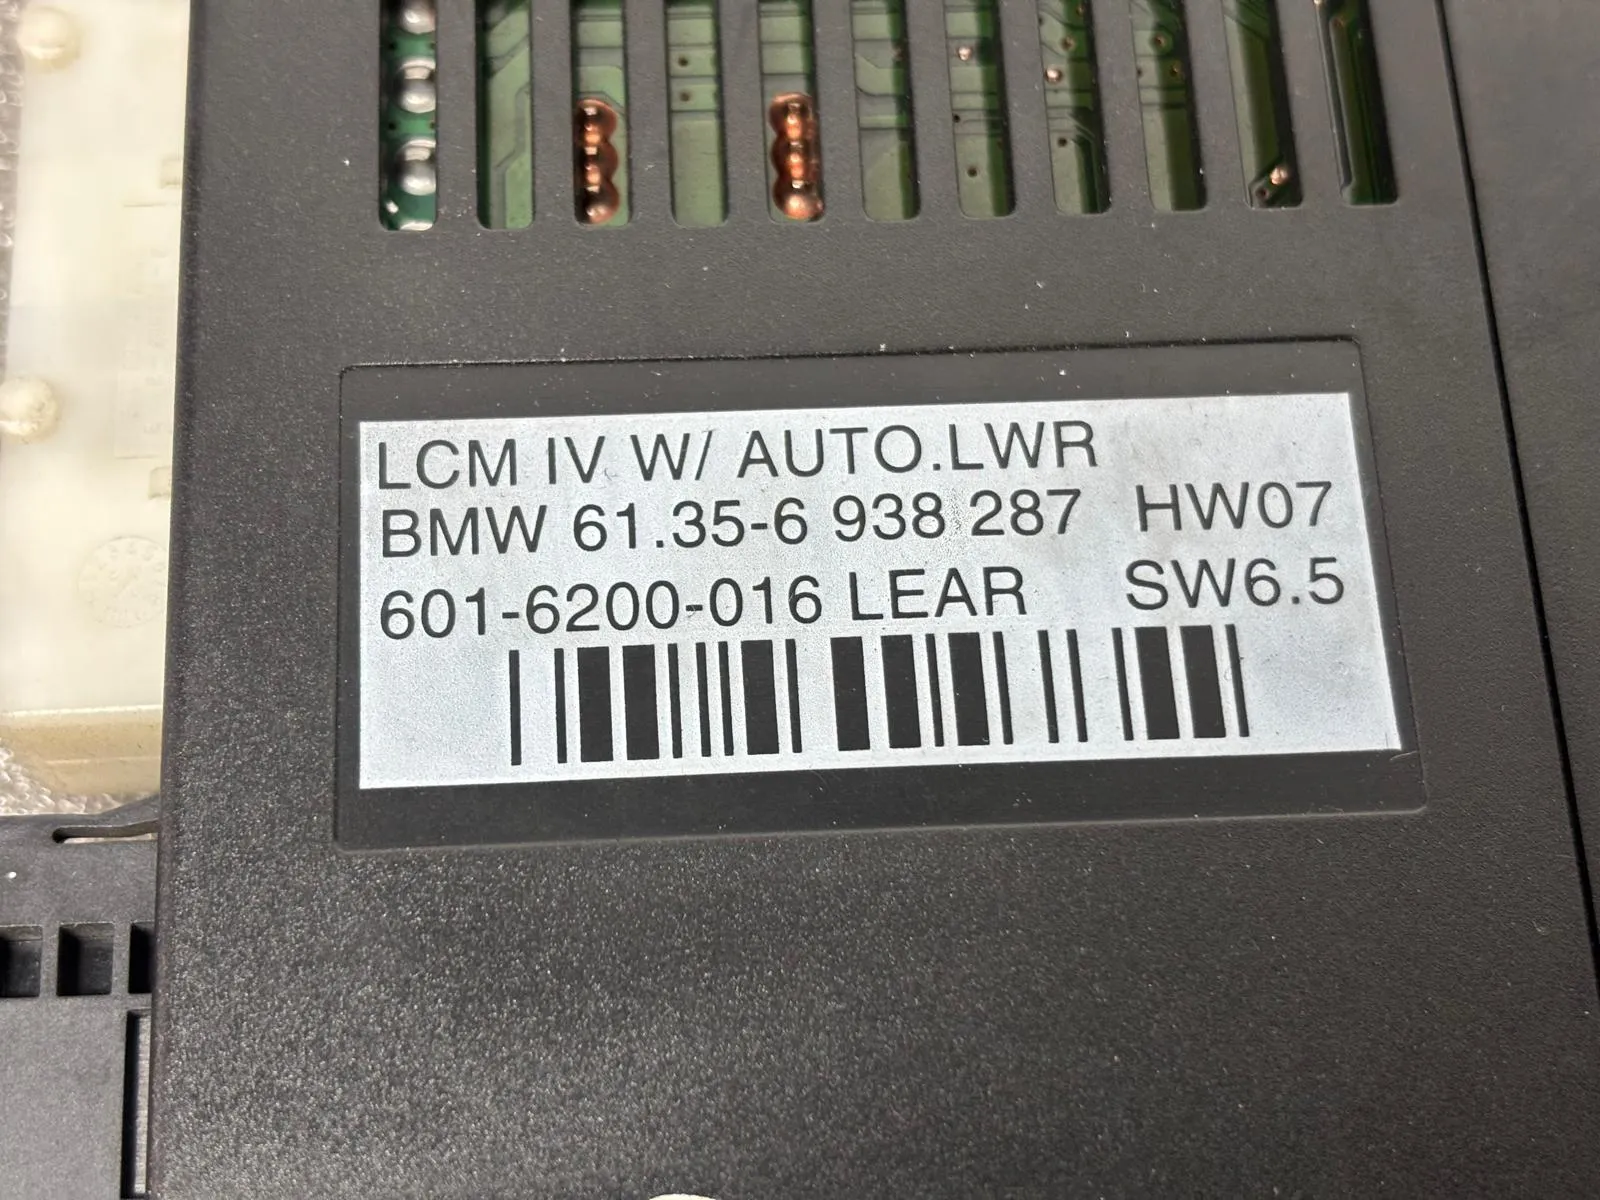 LCM IV W/ AUTO.LWR
BMW 61.35-6 938 287 HW07
601-6200-016 LEAR SW6.5